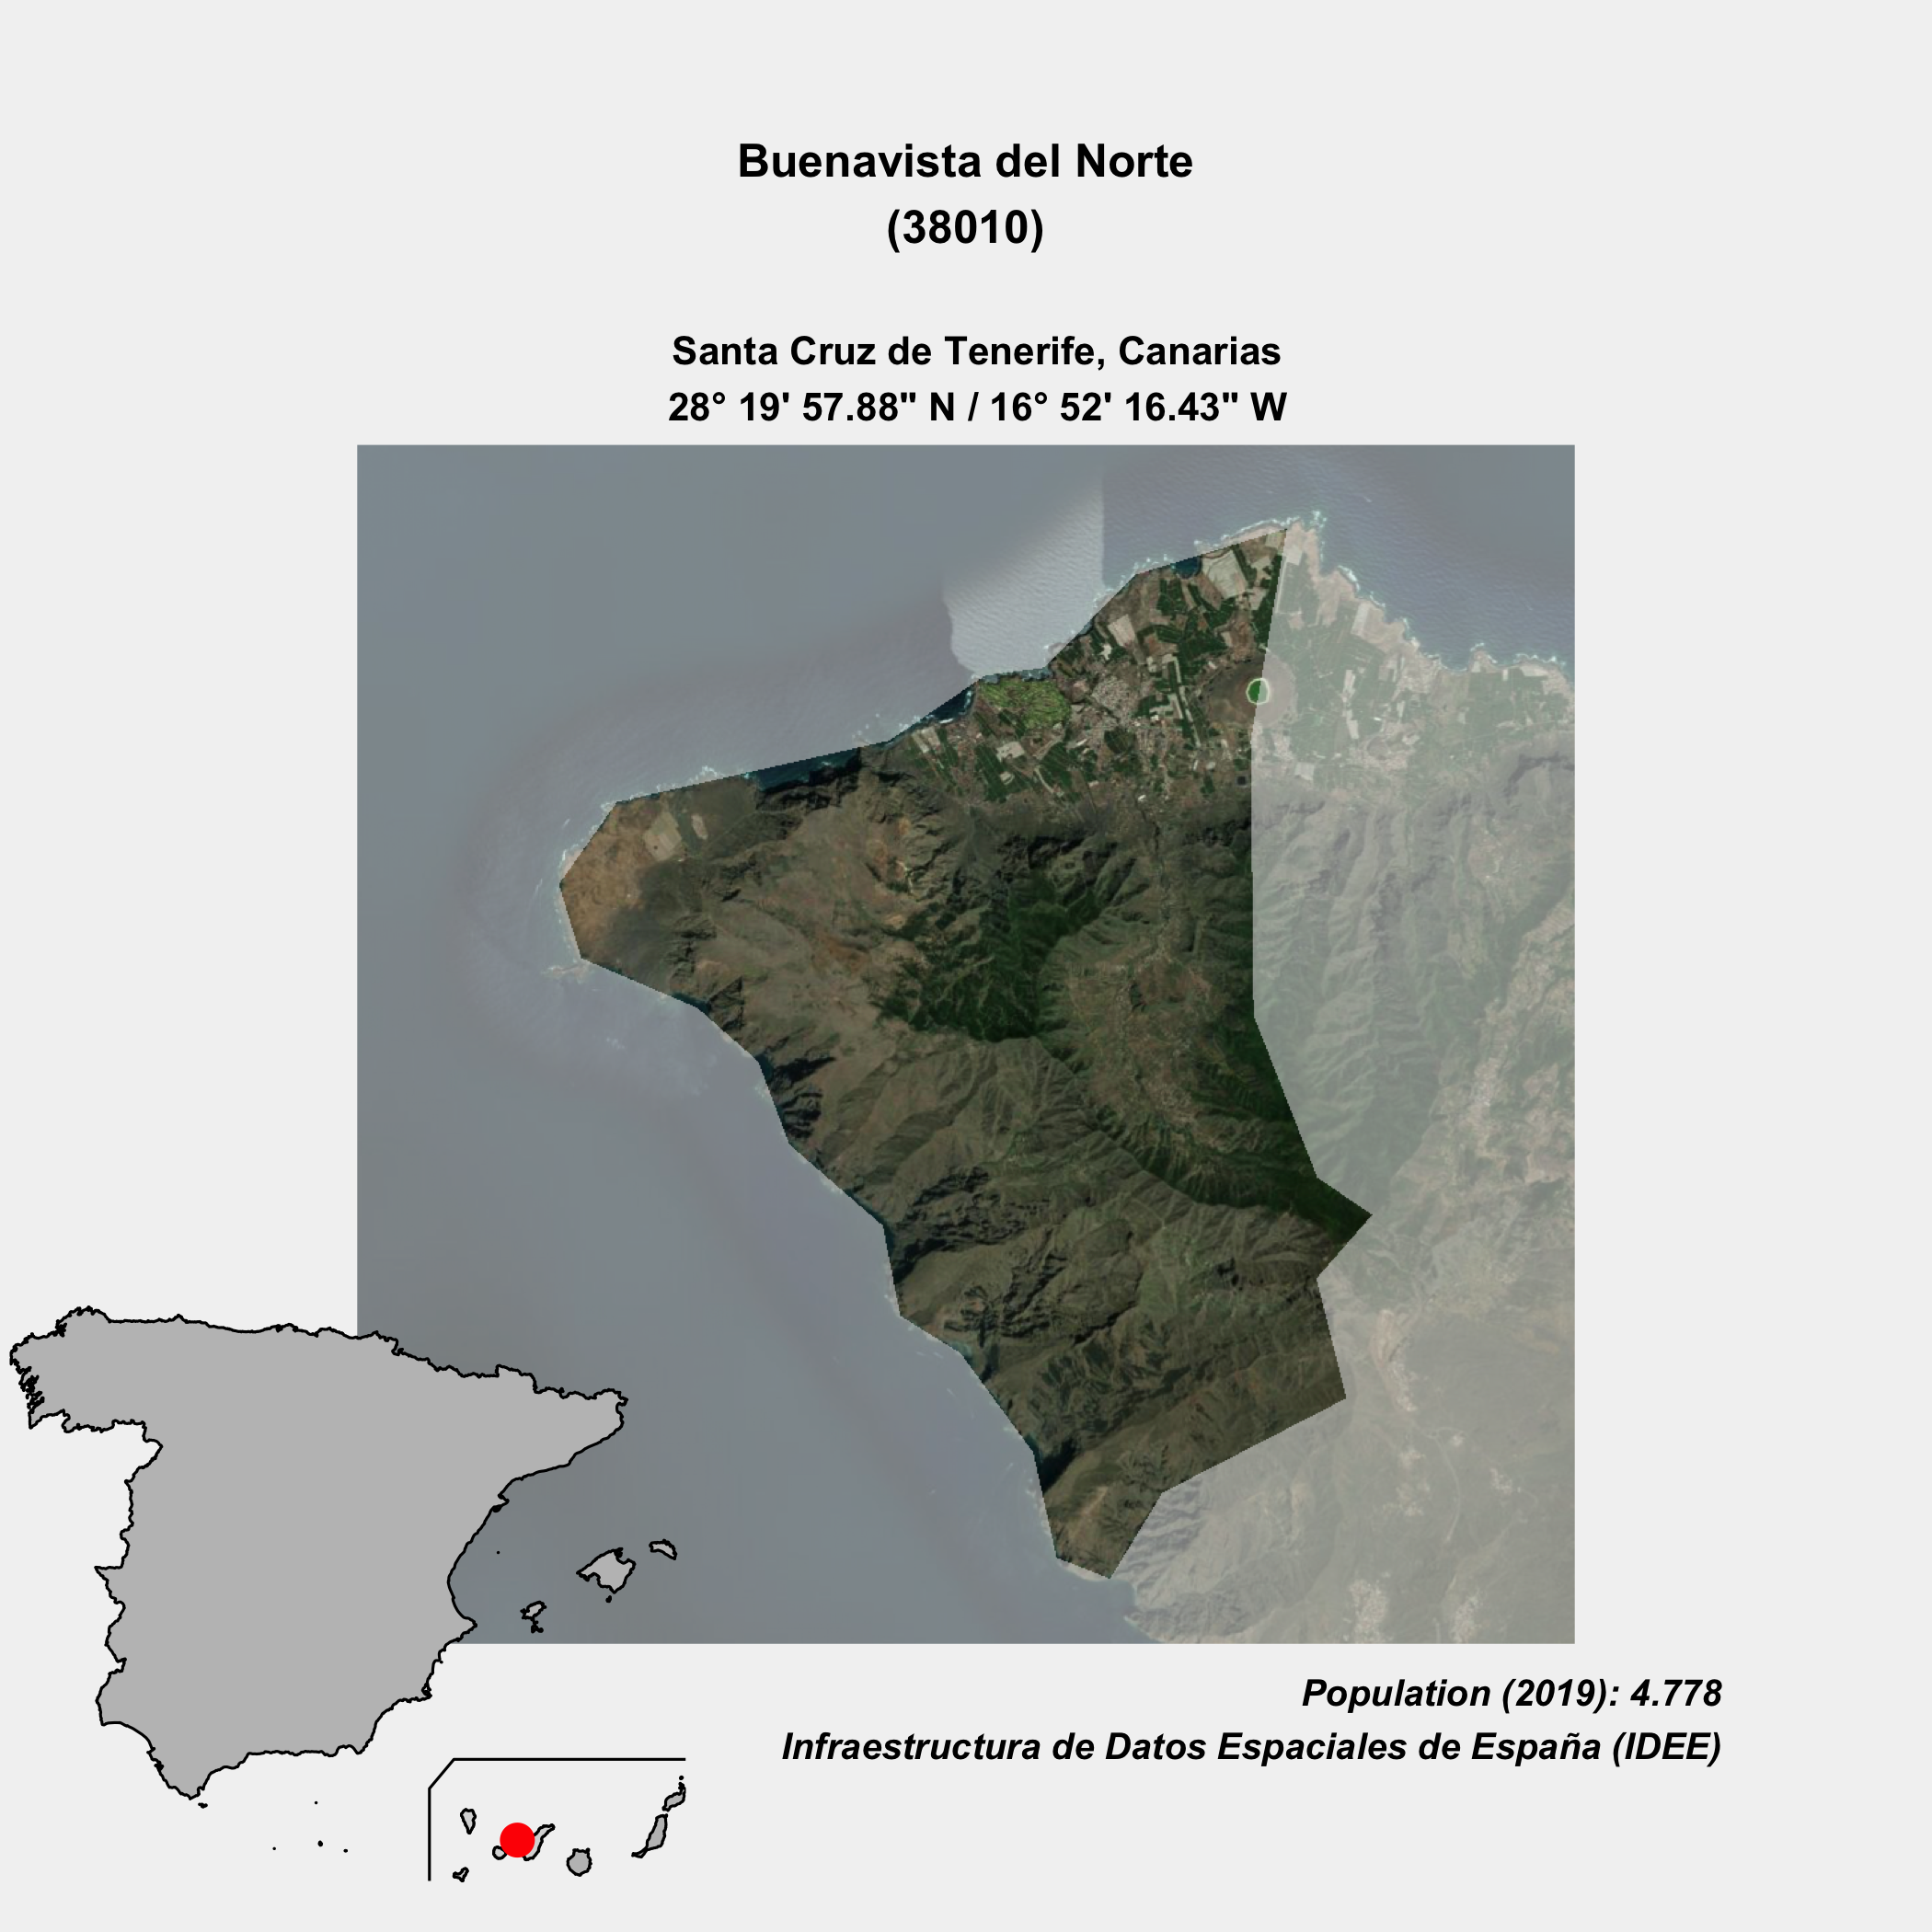 Buenavista del Norte
(38010)
Santa Cruz de Tenerife, Canarias
28° 19' 57.88" N / 16° 52' 16.43" W
Population (2019): 4.778
Infraestructura de Datos Espaciales de España (IDEE)